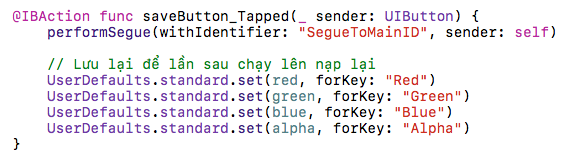 @IBAction func saveButton_Tapped(_ sender: UIButton) {
    performSegue(withIdentifier: "SegueToMainID", sender: self)
    // Lưu lại để lần sau chạy lên nạp lại
    UserDefaults.standard.set(red, forKey: "Red")
    UserDefaults.standard.set(green, forKey: "Green")
    UserDefaults.standard.set(blue, forKey: "Blue")
    UserDefaults.standard.set(alpha, forKey: "Alpha")
}